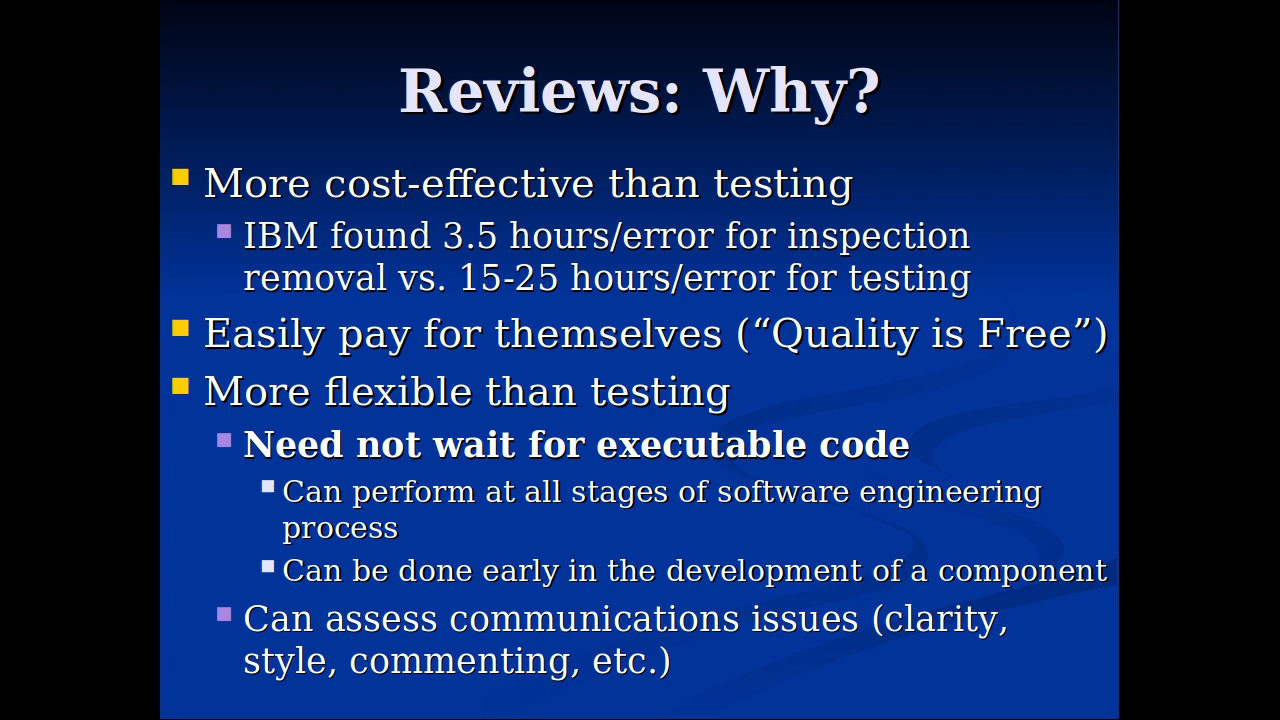 Reviews: Why?
More cost-effective than testing
IBM found 3.5 hours/error for inspection
removal vs. 15-25 hours/error for testing
Easily pay for themselves (“Quality is Free”)
More flexible than testing
Need not wait for executable code
Can perform at all stages of software engineering
process
Can be done early in the development of a component
Can assess communications issues (clarity,
style, commenting, etc.)